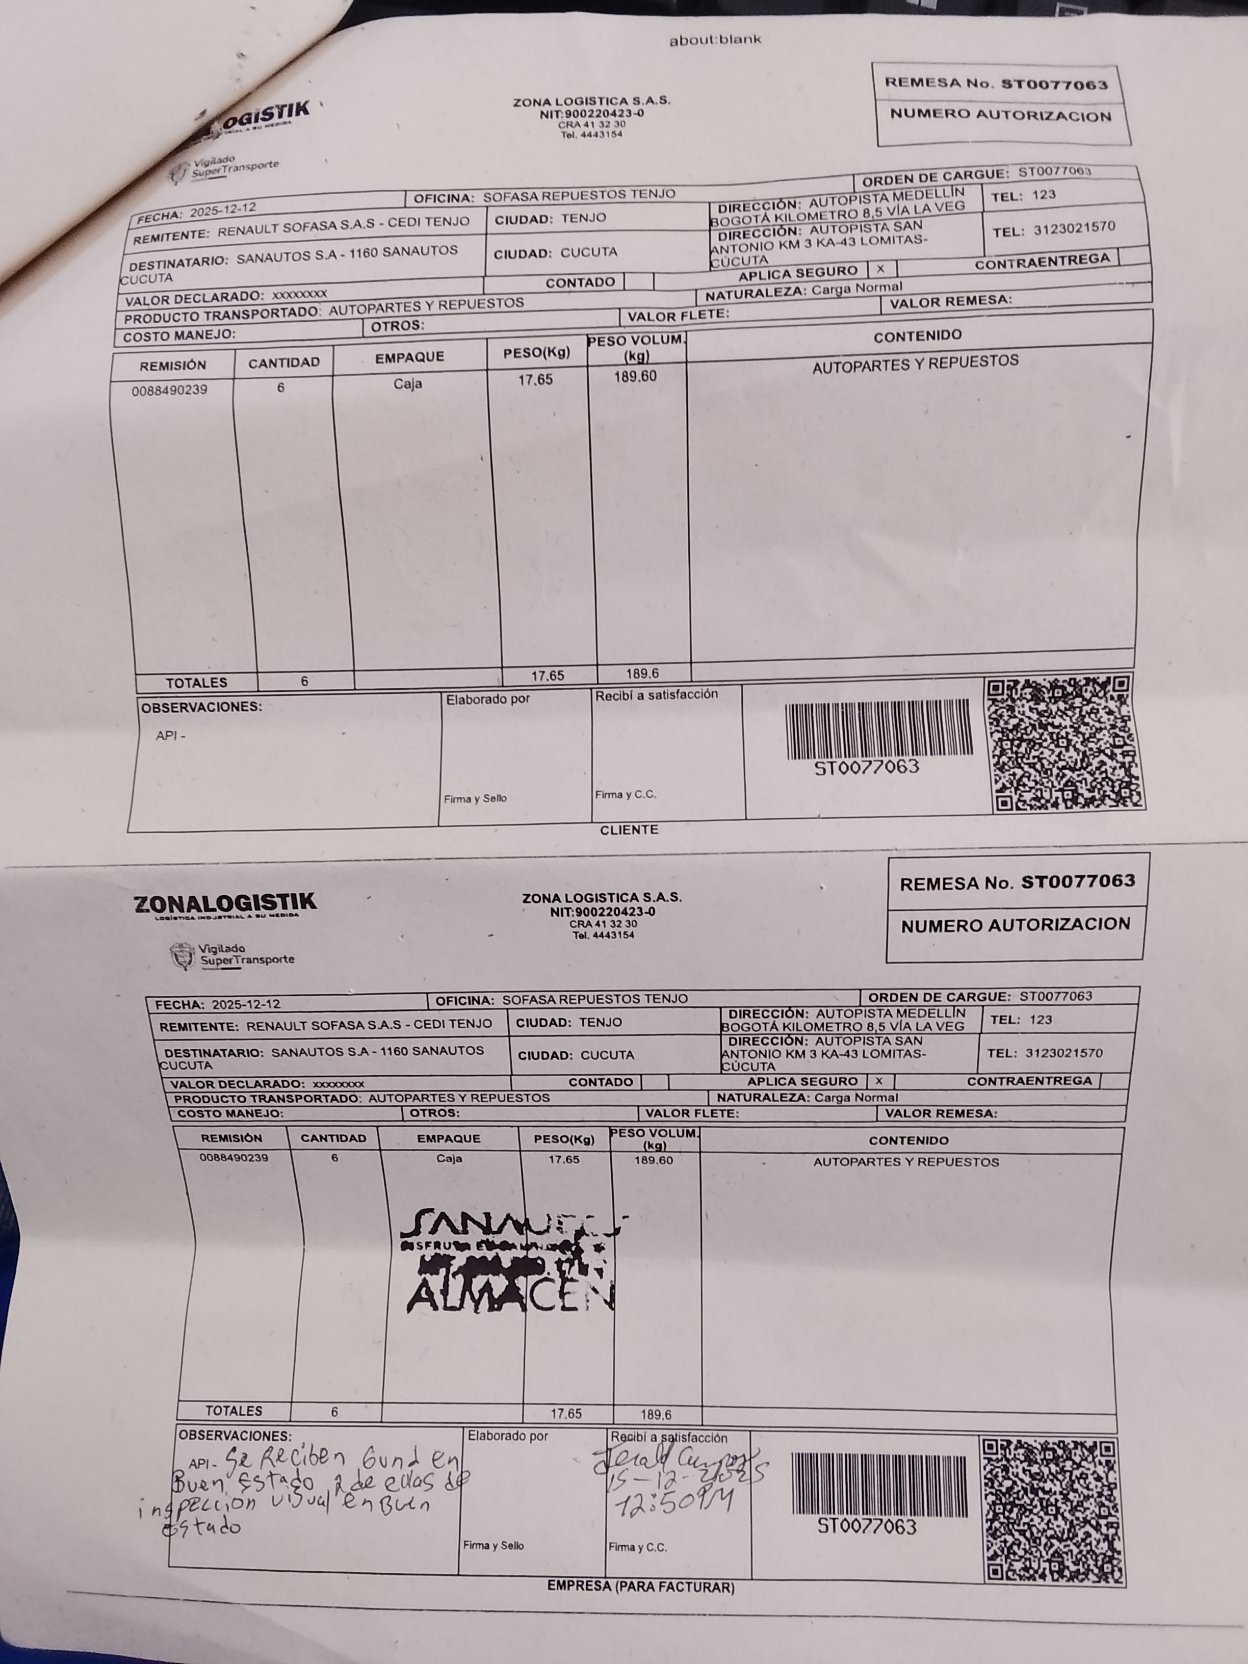 about:blank
OGISTIK
Vigilado
SuperTransporte
ZONA LOGISTICA S.A.S.
NIT:900220423-0
CRA 41 32 30
Tel. 4443154
REMESA No. ST0077063
NUMERO AUTORIZACION
FECHA: 2025-12-12 OFICINA: SOFASA REPUESTOS TENJO ORDEN DE CARGUE: ST0077063
REMITENTE: RENAULT SOFASA S.A.S - CEDI TENJO CIUDAD: TENJO DIRECCIÓN: AUTOPISTA MEDELLÍN BOGOTÁ KILOMETRO 8,5 VÍA LA VEG TEL: 123
DESTINATARIO: SANAUTOS S.A - 1160 SANAUTOS CUCUTA CIUDAD: CUCUTA DIRECCIÓN: AUTOPISTA SAN ANTONIO KM 3 KA-43 LOMITAS-CÚCUTA TEL: 3123021570
VALOR DECLARADO: xxxxxxxx CONTADO APLICA SEGURO x CONTRAENTREGA
PRODUCTO TRANSPORTADO: AUTOPARTES Y REPUESTOS NATURALEZA: Carga Normal
COSTO MANEJO: OTROS: VALOR FLETE: VALOR REMESA:
REMISIÓN CANTIDAD EMPAQUE PESO(Kg) PESO VOLUM. (kg) CONTENIDO
0088490239 6 Caja 17.65 189.60 AUTOPARTES Y REPUESTOS
TOTALES 6 17.65 189.6
OBSERVACIONES: Elaborado por Recibí a satisfacción
API -
Firma y Sello Firma y C.C.
ST0077063
CLIENTE
ZONALOGISTIK
LOGÍSTICA INDUSTRIAL A SU MEDIDA
Vigilado
SuperTransporte
ZONA LOGISTICA S.A.S.
NIT:900220423-0
CRA 41 32 30
Tel. 4443154
REMESA No. ST0077063
NUMERO AUTORIZACION
FECHA: 2025-12-12 OFICINA: SOFASA REPUESTOS TENJO ORDEN DE CARGUE: ST0077063
REMITENTE: RENAULT SOFASA S.A.S - CEDI TENJO CIUDAD: TENJO DIRECCIÓN: AUTOPISTA MEDELLÍN BOGOTÁ KILOMETRO 8,5 VÍA LA VEG TEL: 123
DESTINATARIO: SANAUTOS S.A - 1160 SANAUTOS CUCUTA CIUDAD: CUCUTA DIRECCIÓN: AUTOPISTA SAN ANTONIO KM 3 KA-43 LOMITAS-CÚCUTA TEL: 3123021570
VALOR DECLARADO: xxxxxxxx CONTADO APLICA SEGURO x CONTRAENTREGA
PRODUCTO TRANSPORTADO: AUTOPARTES Y REPUESTOS NATURALEZA: Carga Normal
COSTO MANEJO: OTROS: VALOR FLETE: VALOR REMESA:
REMISIÓN CANTIDAD EMPAQUE PESO(Kg) PESO VOLUM. (kg) CONTENIDO
0088490239 6 Caja 17.65 189.60 AUTOPARTES Y REPUESTOS
SANAUTOS
ALMACEN
TOTALES 6 17.65 189.6
OBSERVACIONES: Elaborado por Recibí a satisfacción
API - Se Reciben 6und en
Buen Estado 2 de ellas de
inspeccion visual en Buen
Estado
15-12-2025
12:50PM
Firma y Sello Firma y C.C.
ST0077063
EMPRESA (PARA FACTURAR)